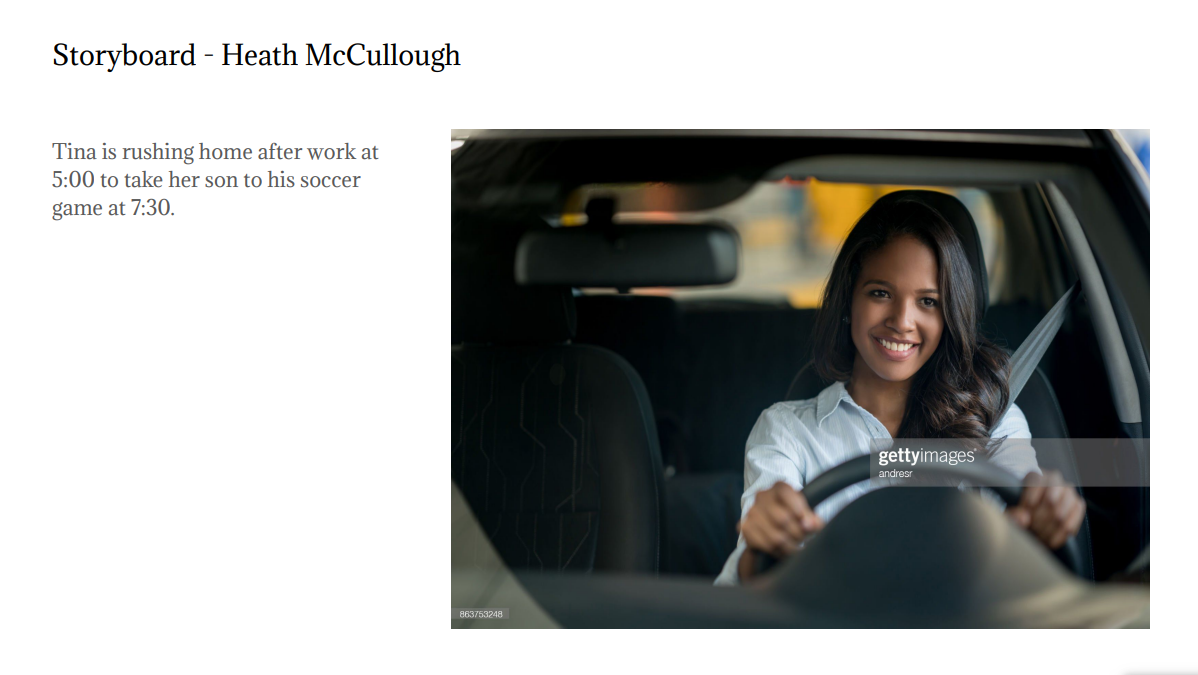 Storyboard - Heath McCullough
Tina is rushing home after work at
5:00 to take her son to his soccer
game at 7:30.
gettyimages
andresr
863753248